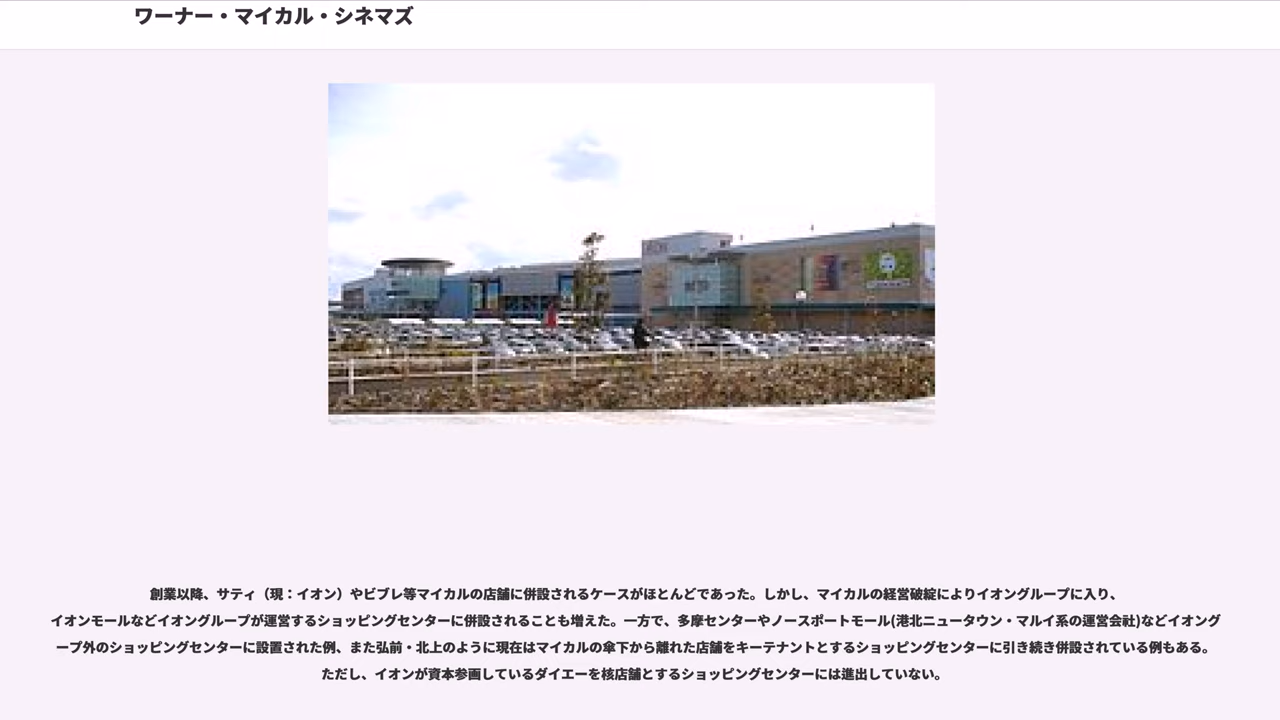 ワーナー・マイカル・シネマズ
創業以降、サティ（現：イオン）やビブレ等マイカルの店舗に併設されるケースがほとんどであった。しかし、マイカルの経営破綻によりイオングループに入り、
イオンモールなどイオングループが運営するショッピングセンターに併設されることも増えた。一方で、多摩センターやノースポートモール(港北ニュータウン・マルイ系の運営会社)などイオング
ープ外のショッピングセンターに設置された例、また弘前・北上のように現在はマイカルの傘下から離れた店舗をキーテナントとするショッピングセンターに引き続き併設されている例もある。
ただし、イオンが資本参画しているダイエーを核店舗とするショッピングセンターには進出していない。